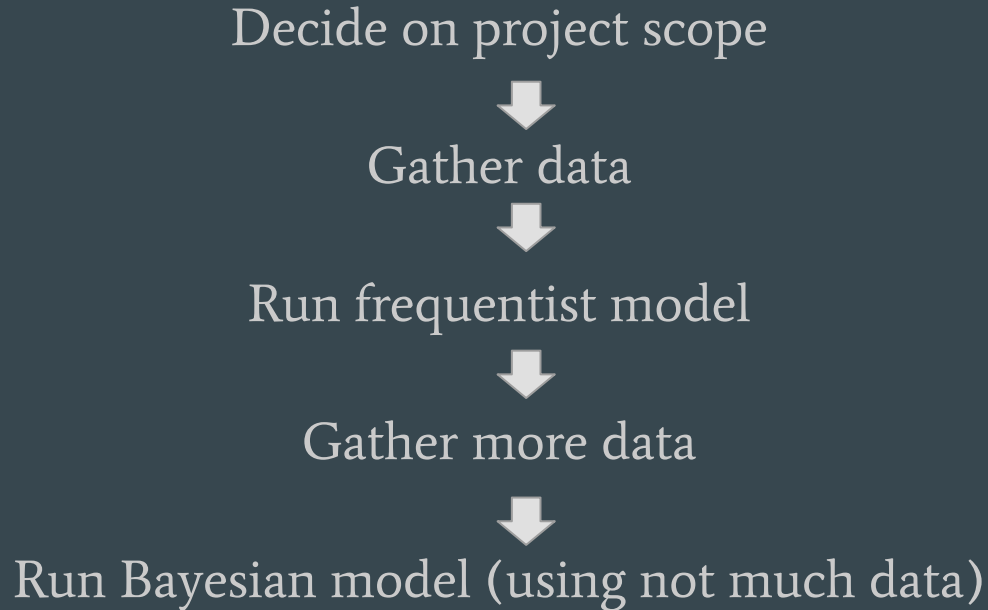 Decide on project scope
Gather data
Run frequentist model
Gather more data
Run Bayesian model (using not much data)